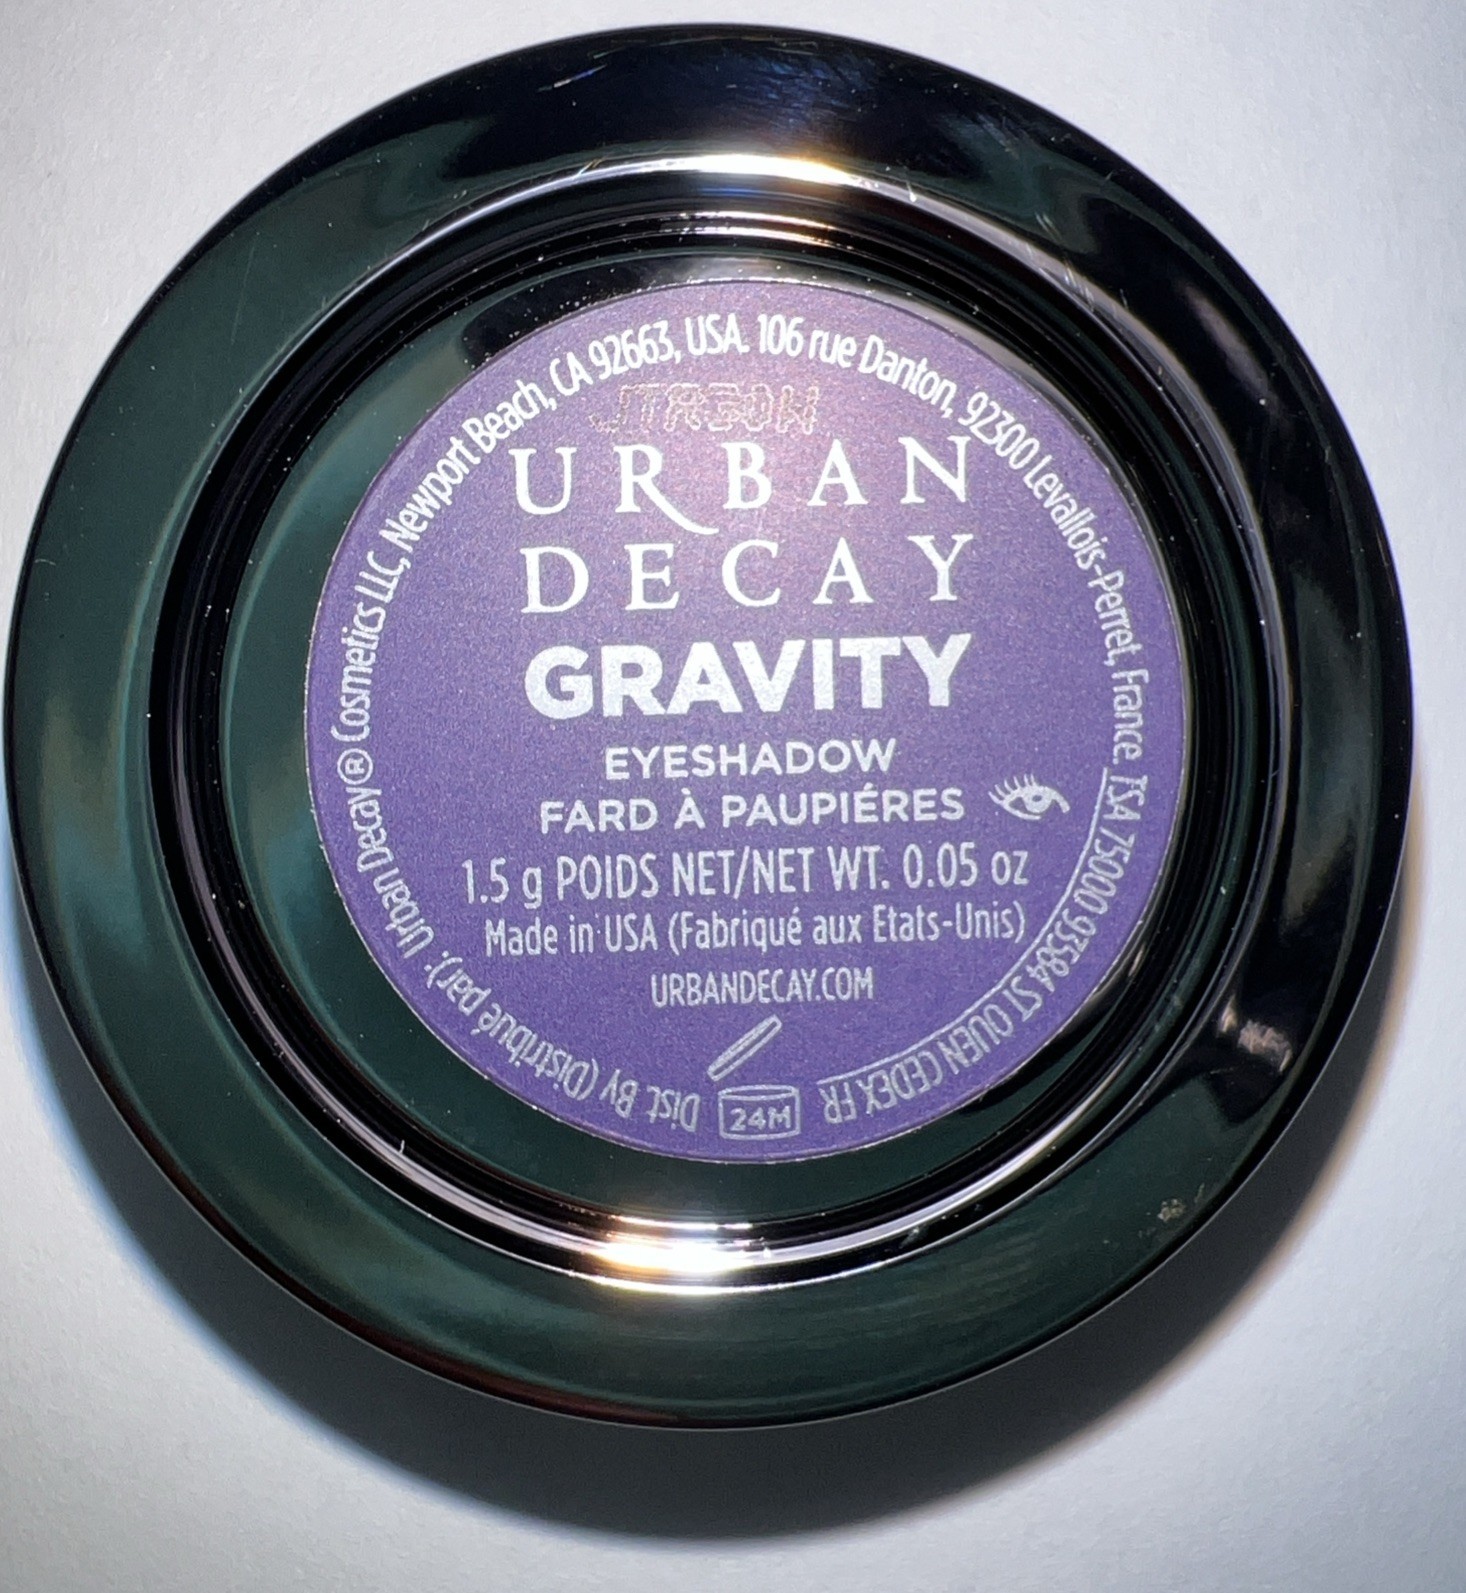 URBAN
DECAY
GRAVITY
EYESHADOW
FARD À PAUPIÉRES
1.5 g POIDS NET/NET WT. 0.05 oz
Made in USA (Fabriqué aux Etats-Unis)
URBANDECAY.COM
24M
Dist. By (Distribué par): Urban Decay® Cosmetics LLC, Newport Beach, CA 92663, USA. 106 rue Danton, 92300 Levallois-Perret, France. TSA 75000 93584 ST OUEN CEDEX FR